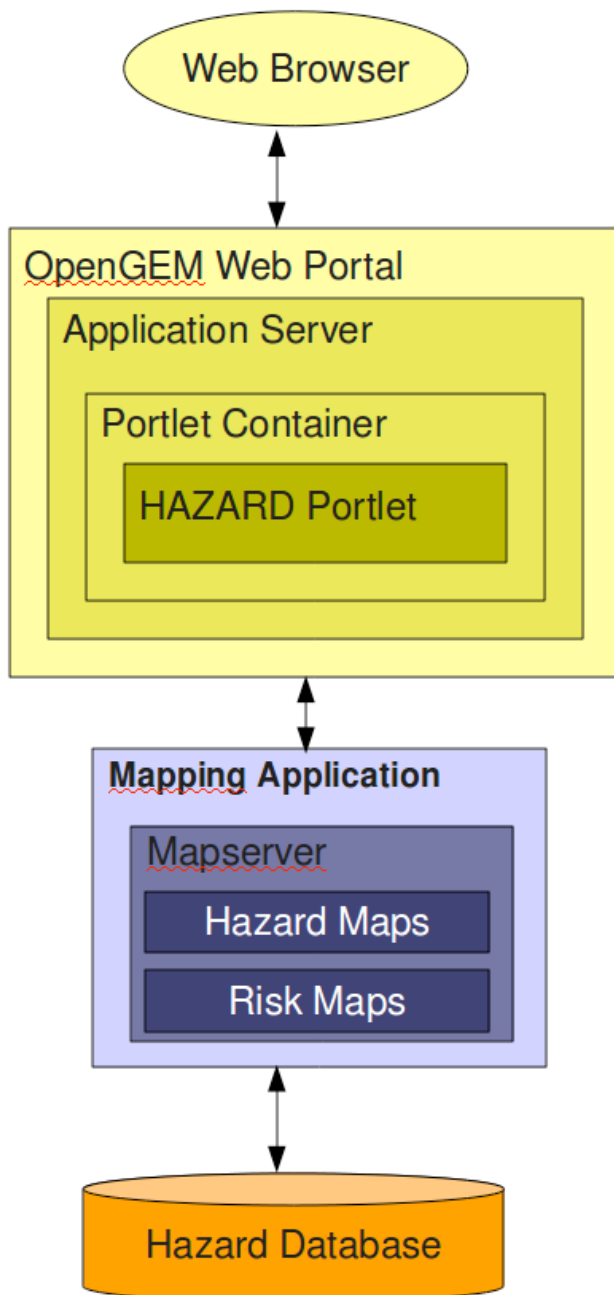 Web Browser
OpenGEM Web Portal
Application Server
Portlet Container
HAZARD Portlet
Mapping Application
Mapserver
Hazard Maps
Risk Maps
Hazard Database